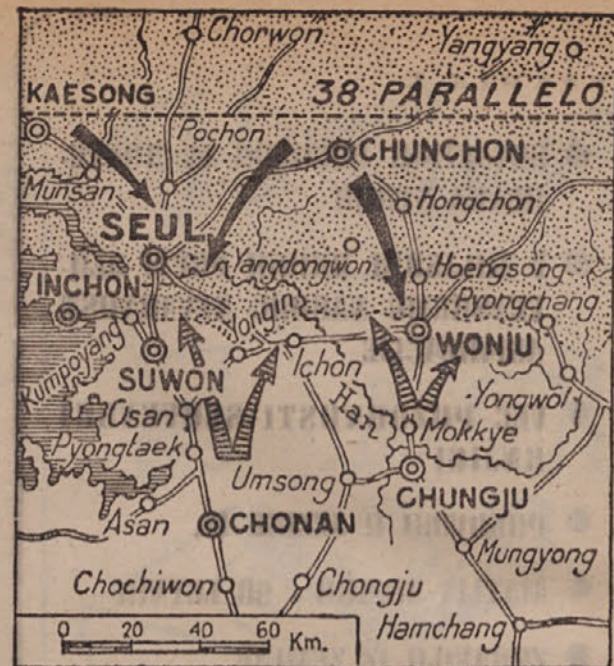 Chorwon
Yangyang
KAESONG
38 PARALLELO
Pochon
CHUNCHON
Munsan
Hongchon
SEUL
Yangdongwon
Hoengsong
INCHON
Pyongchang
Yongin
Kumpoyang
Ichon
WONJU
SUWON
Yongwol
Osan
Han
Mokkye
Pyongtaek
Umsong
CHUNGJU
Asan
CHONAN
Mungyong
Chochiwon
Chongju
Hamchang
0 20 40 60 Km.